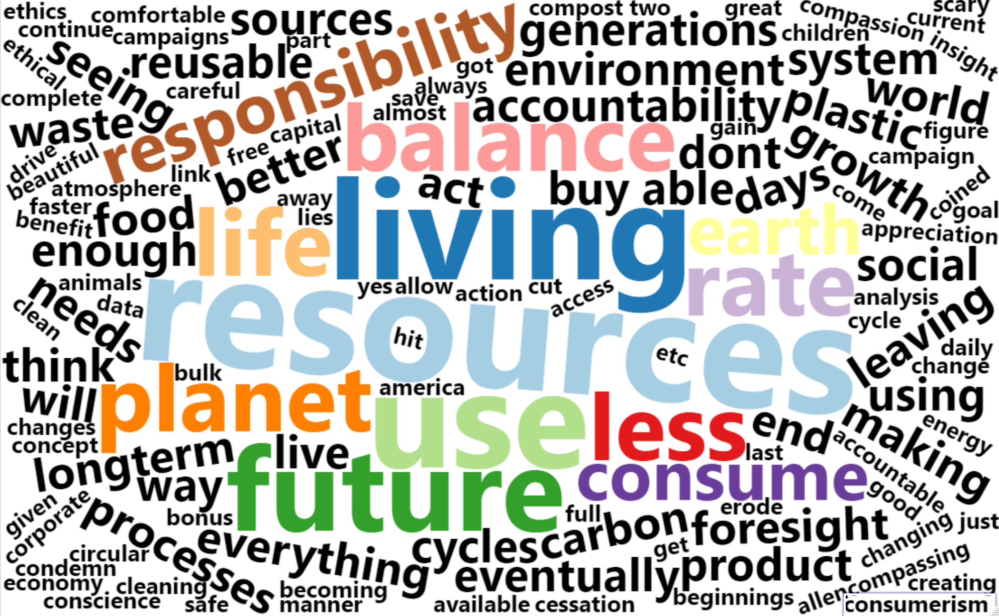 ethics
comfortable
sources
responsibility
compost
two
great
compassion
scary
current
continue
campaigns
part
generations
children
insight
ethical
seeing
reusable
got
environment
system
complete
careful
always
save
almost
accountability
plastic
world
waste
capital
balance
gain
figure
drive
beautiful
free
better
dont
growth
campaign
link
atmosphere
act
buy
able
days
come
coined
faster
away
goal
benefit
food
lies
life
living
earth
appreciation
enough
rate
social
animals
yes
allow
action
cut
access
analysis
needs
data
clean
resources
cycle
leaving
hit
etc
daily
change
think
bulk
america
using
will
planet
use
less
end
making
energy
changes
concept
last
accountable
longterm
live
way
future
consume
good
given
corporate
processes
bonus
full
erode
just
everything
cycles
carbon
foresight
changing
get
circular
condemn
eventually
product
allencompassing
economy
cleaning
becoming
creating
conscience
safe
manner
available
cessation
beginnings
consumerism